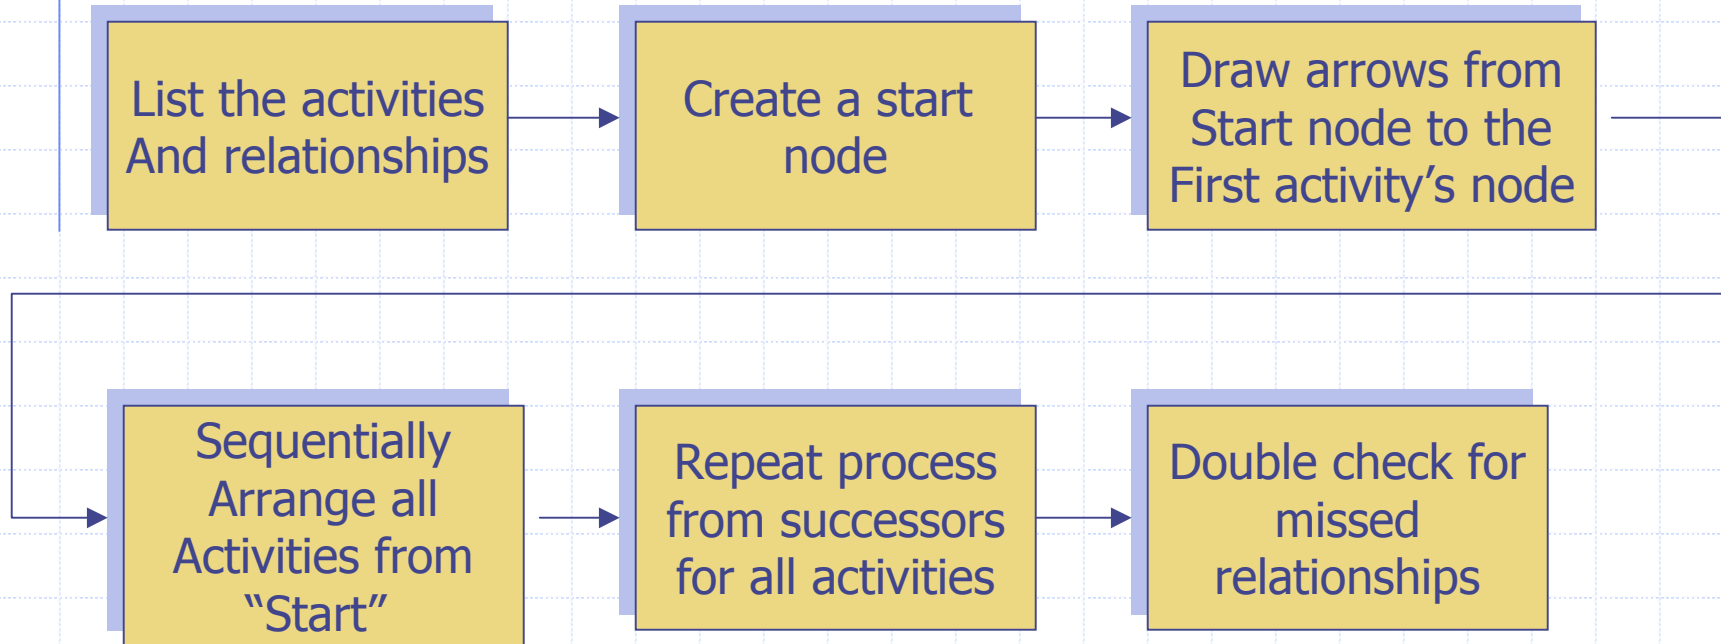 List the activities
And relationships
Create a start
node
Draw arrows from
Start node to the
First activity’s node
Sequentially
Arrange all
Activities from
“Start”
Repeat process
from successors
for all activities
Double check for
missed
relationships